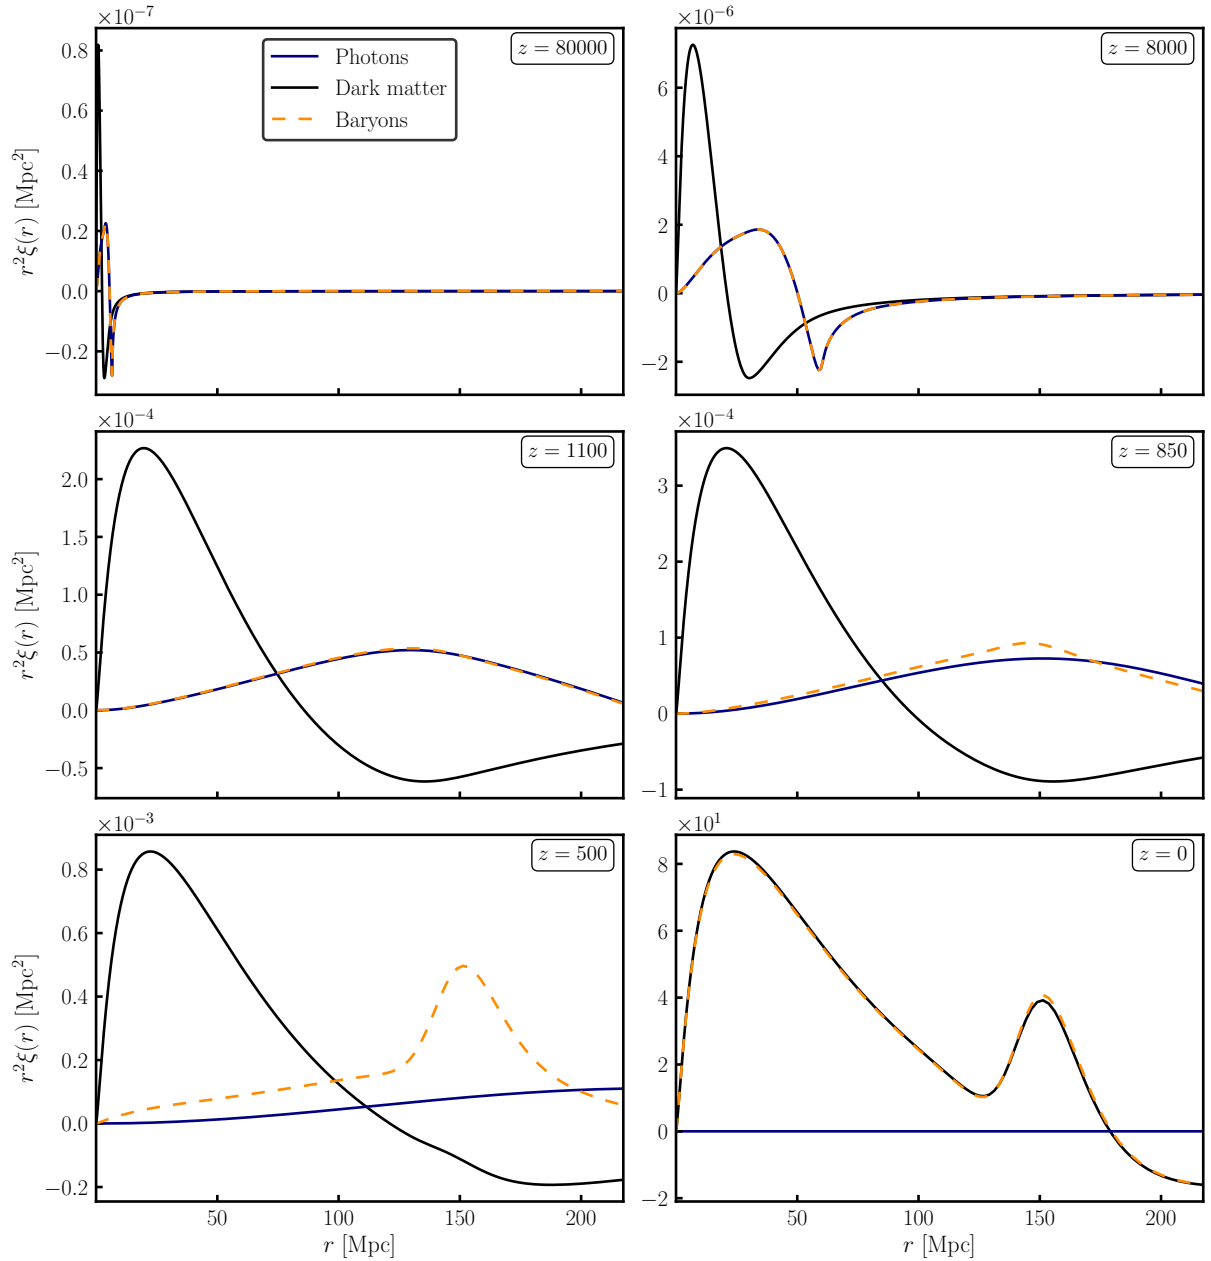 ×10⁻⁷
z = 80000
Photons
Dark matter
Baryons
0.8
0.6
0.4
0.2
0.0
−0.2
r²ξ(r) [Mpc²]
×10⁻⁶
z = 8000
6
4
2
0
−2
×10⁻⁴
z = 1100
2.0
1.5
1.0
0.5
0.0
−0.5
r²ξ(r) [Mpc²]
×10⁻⁴
z = 850
3
2
1
0
−1
×10⁻³
z = 500
0.8
0.6
0.4
0.2
0.0
−0.2
r²ξ(r) [Mpc²]
50 100 150 200
r [Mpc]
×10¹
z = 0
8
6
4
2
0
−2
50 100 150 200
r [Mpc]